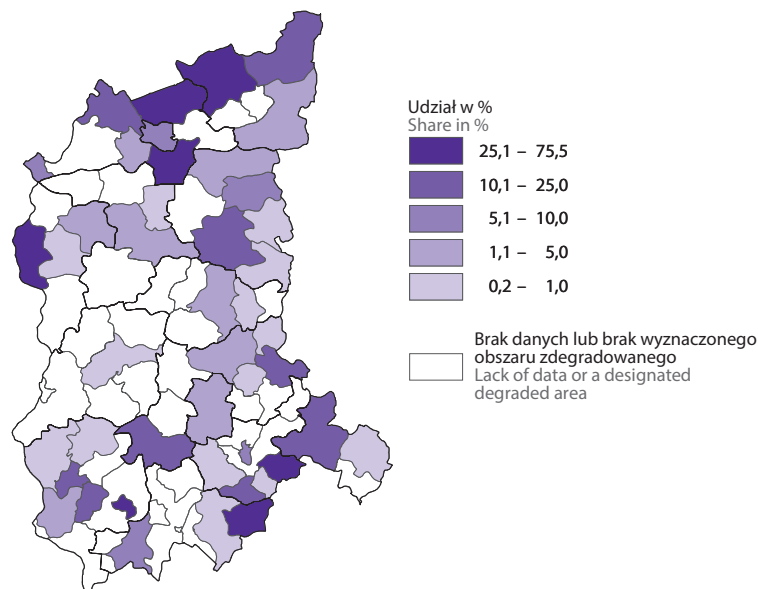 Udział w %
Share in %
25,1 – 75,5
10,1 – 25,0
5,1 – 10,0
1,1 – 5,0
0,2 – 1,0
Brak danych lub brak wyznaczonego
obszaru zdegradowanego
Lack of data or a designated
degraded area